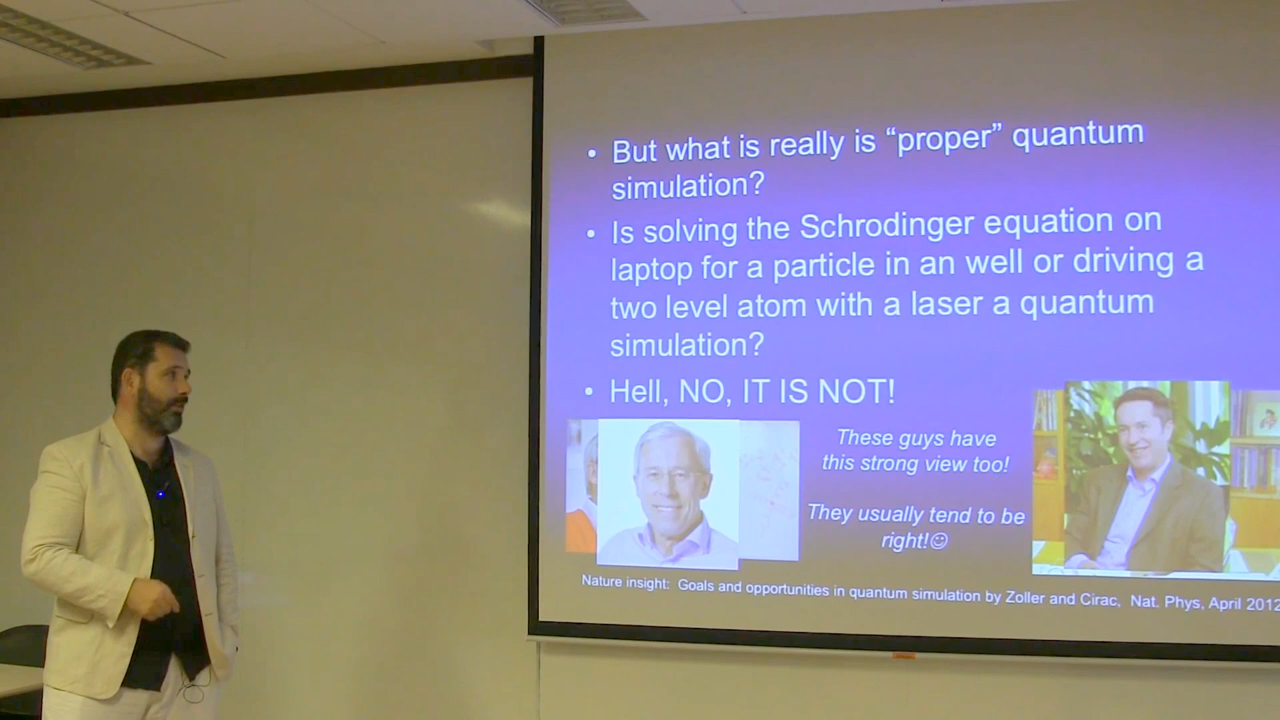 • But what is really is “proper” quantum
simulation?
• Is solving the Schrodinger equation on
laptop for a particle in an well or driving a
two level atom with a laser a quantum
simulation?
• Hell, NO, IT IS NOT!
These guys have
this strong view too!
They usually tend to be
right!☺
Nature insight: Goals and opportunities in quantum simulation by Zoller and Cirac, Nat. Phys, April 2012